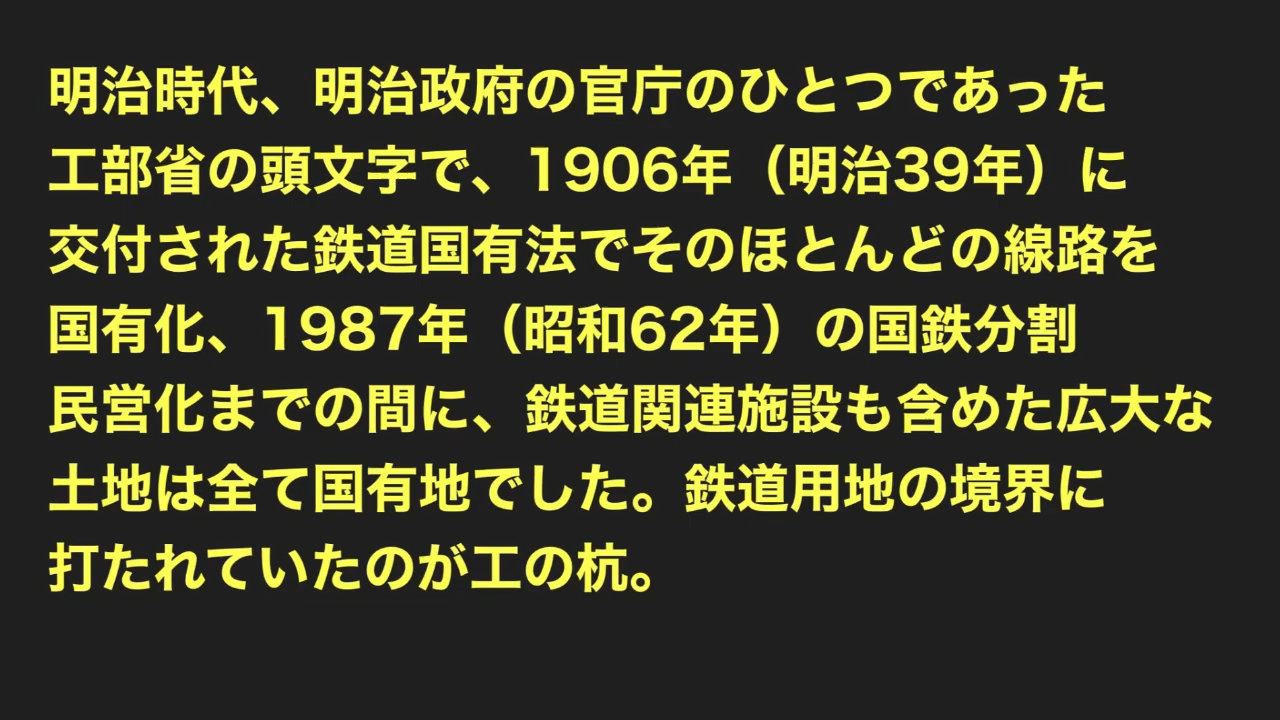 明治時代、明治政府の官庁のひとつであった
工部省の頭文字で、1906年（明治39年）に
交付された鉄道国有法でそのほとんどの線路を
国有化、1987年（昭和62年）の国鉄分割
民営化までの間に、鉄道関連施設も含めた広大な
土地は全て国有地でした。鉄道用地の境界に
打たれていたのが工の杭。